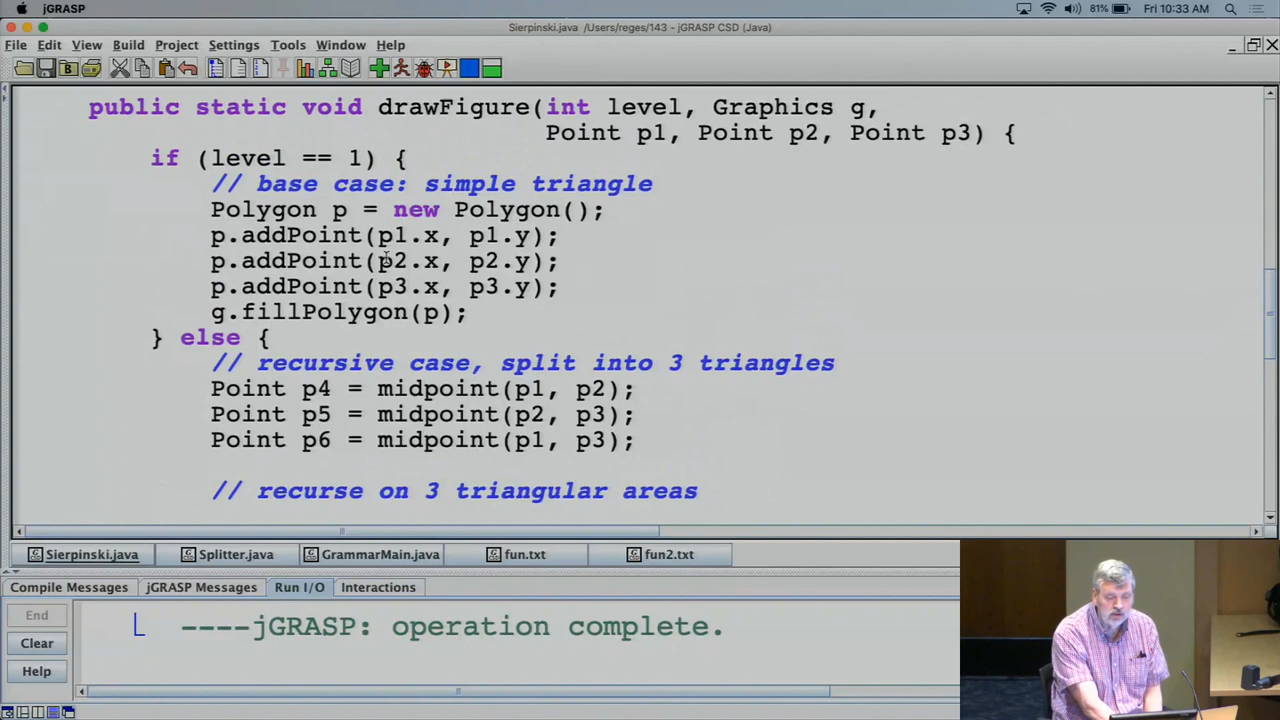 jGRASP
81%
Fri 10:33 AM
Sierpinski.java /Users/reges/143 - jGRASP CSD (Java)
File Edit View Build Project Settings Tools Window Help
public static void drawFigure(int level, Graphics g,
Point p1, Point p2, Point p3) {
if (level == 1) {
// base case: simple triangle
Polygon p = new Polygon();
p.addPoint(p1.x, p1.y);
p.addPoint(p2.x, p2.y);
p.addPoint(p3.x, p3.y);
g.fillPolygon(p);
} else {
// recursive case, split into 3 triangles
Point p4 = midpoint(p1, p2);
Point p5 = midpoint(p2, p3);
Point p6 = midpoint(p1, p3);
// recurse on 3 triangular areas
Sierpinski.java Splitter.java GrammarMain.java fun.txt fun2.txt
Compile Messages jGRASP Messages Run I/O Interactions
End
Clear
Help
----jGRASP: operation complete.